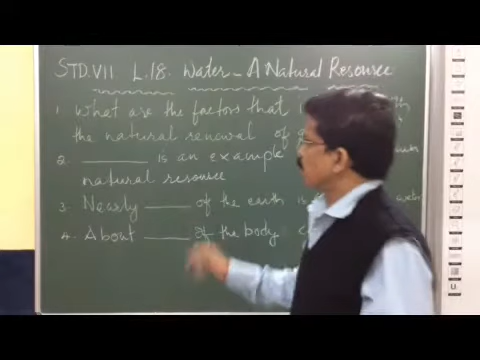 STD.VII L.18. Water - A Natural Resource
1. What are the factors that
the natural renewal of
2. ______ is an example
natural resource
3. Nearly ______ of the earth is water
4. About ______ of the body